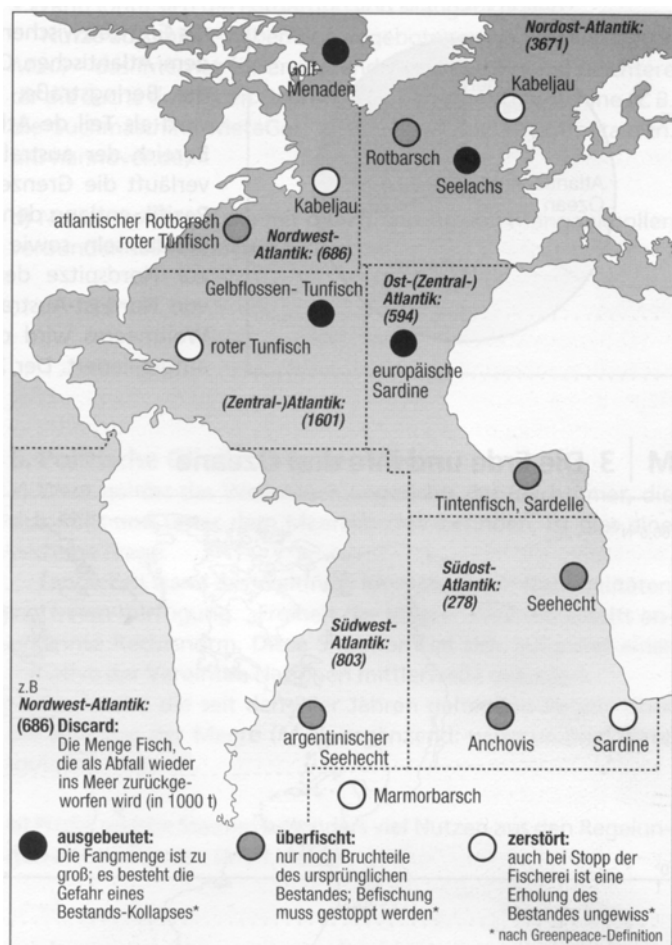 Nordost-Atlantik:
(3671)
Golf-
Menaden
Kabeljau
Rotbarsch
Seelachs
Kabeljau
atlantischer Rotbarsch
roter Tunfisch
Nordwest-
Atlantik: (686)
Gelbflossen- Tunfisch
Ost-(Zentral-)
Atlantik:
(594)
roter Tunfisch
europäische
Sardine
(Zentral-)Atlantik:
(1601)
Tintenfisch, Sardelle
Südost-
Atlantik:
(278)
Seehecht
Südwest-
Atlantik:
(803)
z.B
Nordwest-Atlantik:
(686) Discard:
Die Menge Fisch,
die als Abfall wieder
ins Meer zurückge-
worfen wird (in 1000 t)
argentinischer
Seehecht
Anchovis
Sardine
Marmorbarsch
ausgebeutet:
Die Fangmenge ist zu
groß; es besteht die
Gefahr eines
Bestands-Kollapses*
überfischt:
nur noch Bruchteile
des ursprünglichen
Bestandes; Befischung
muss gestoppt werden*
zerstört:
auch bei Stopp der
Fischerei ist eine
Erholung des
Bestandes ungewiss*
* nach Greenpeace-Definition